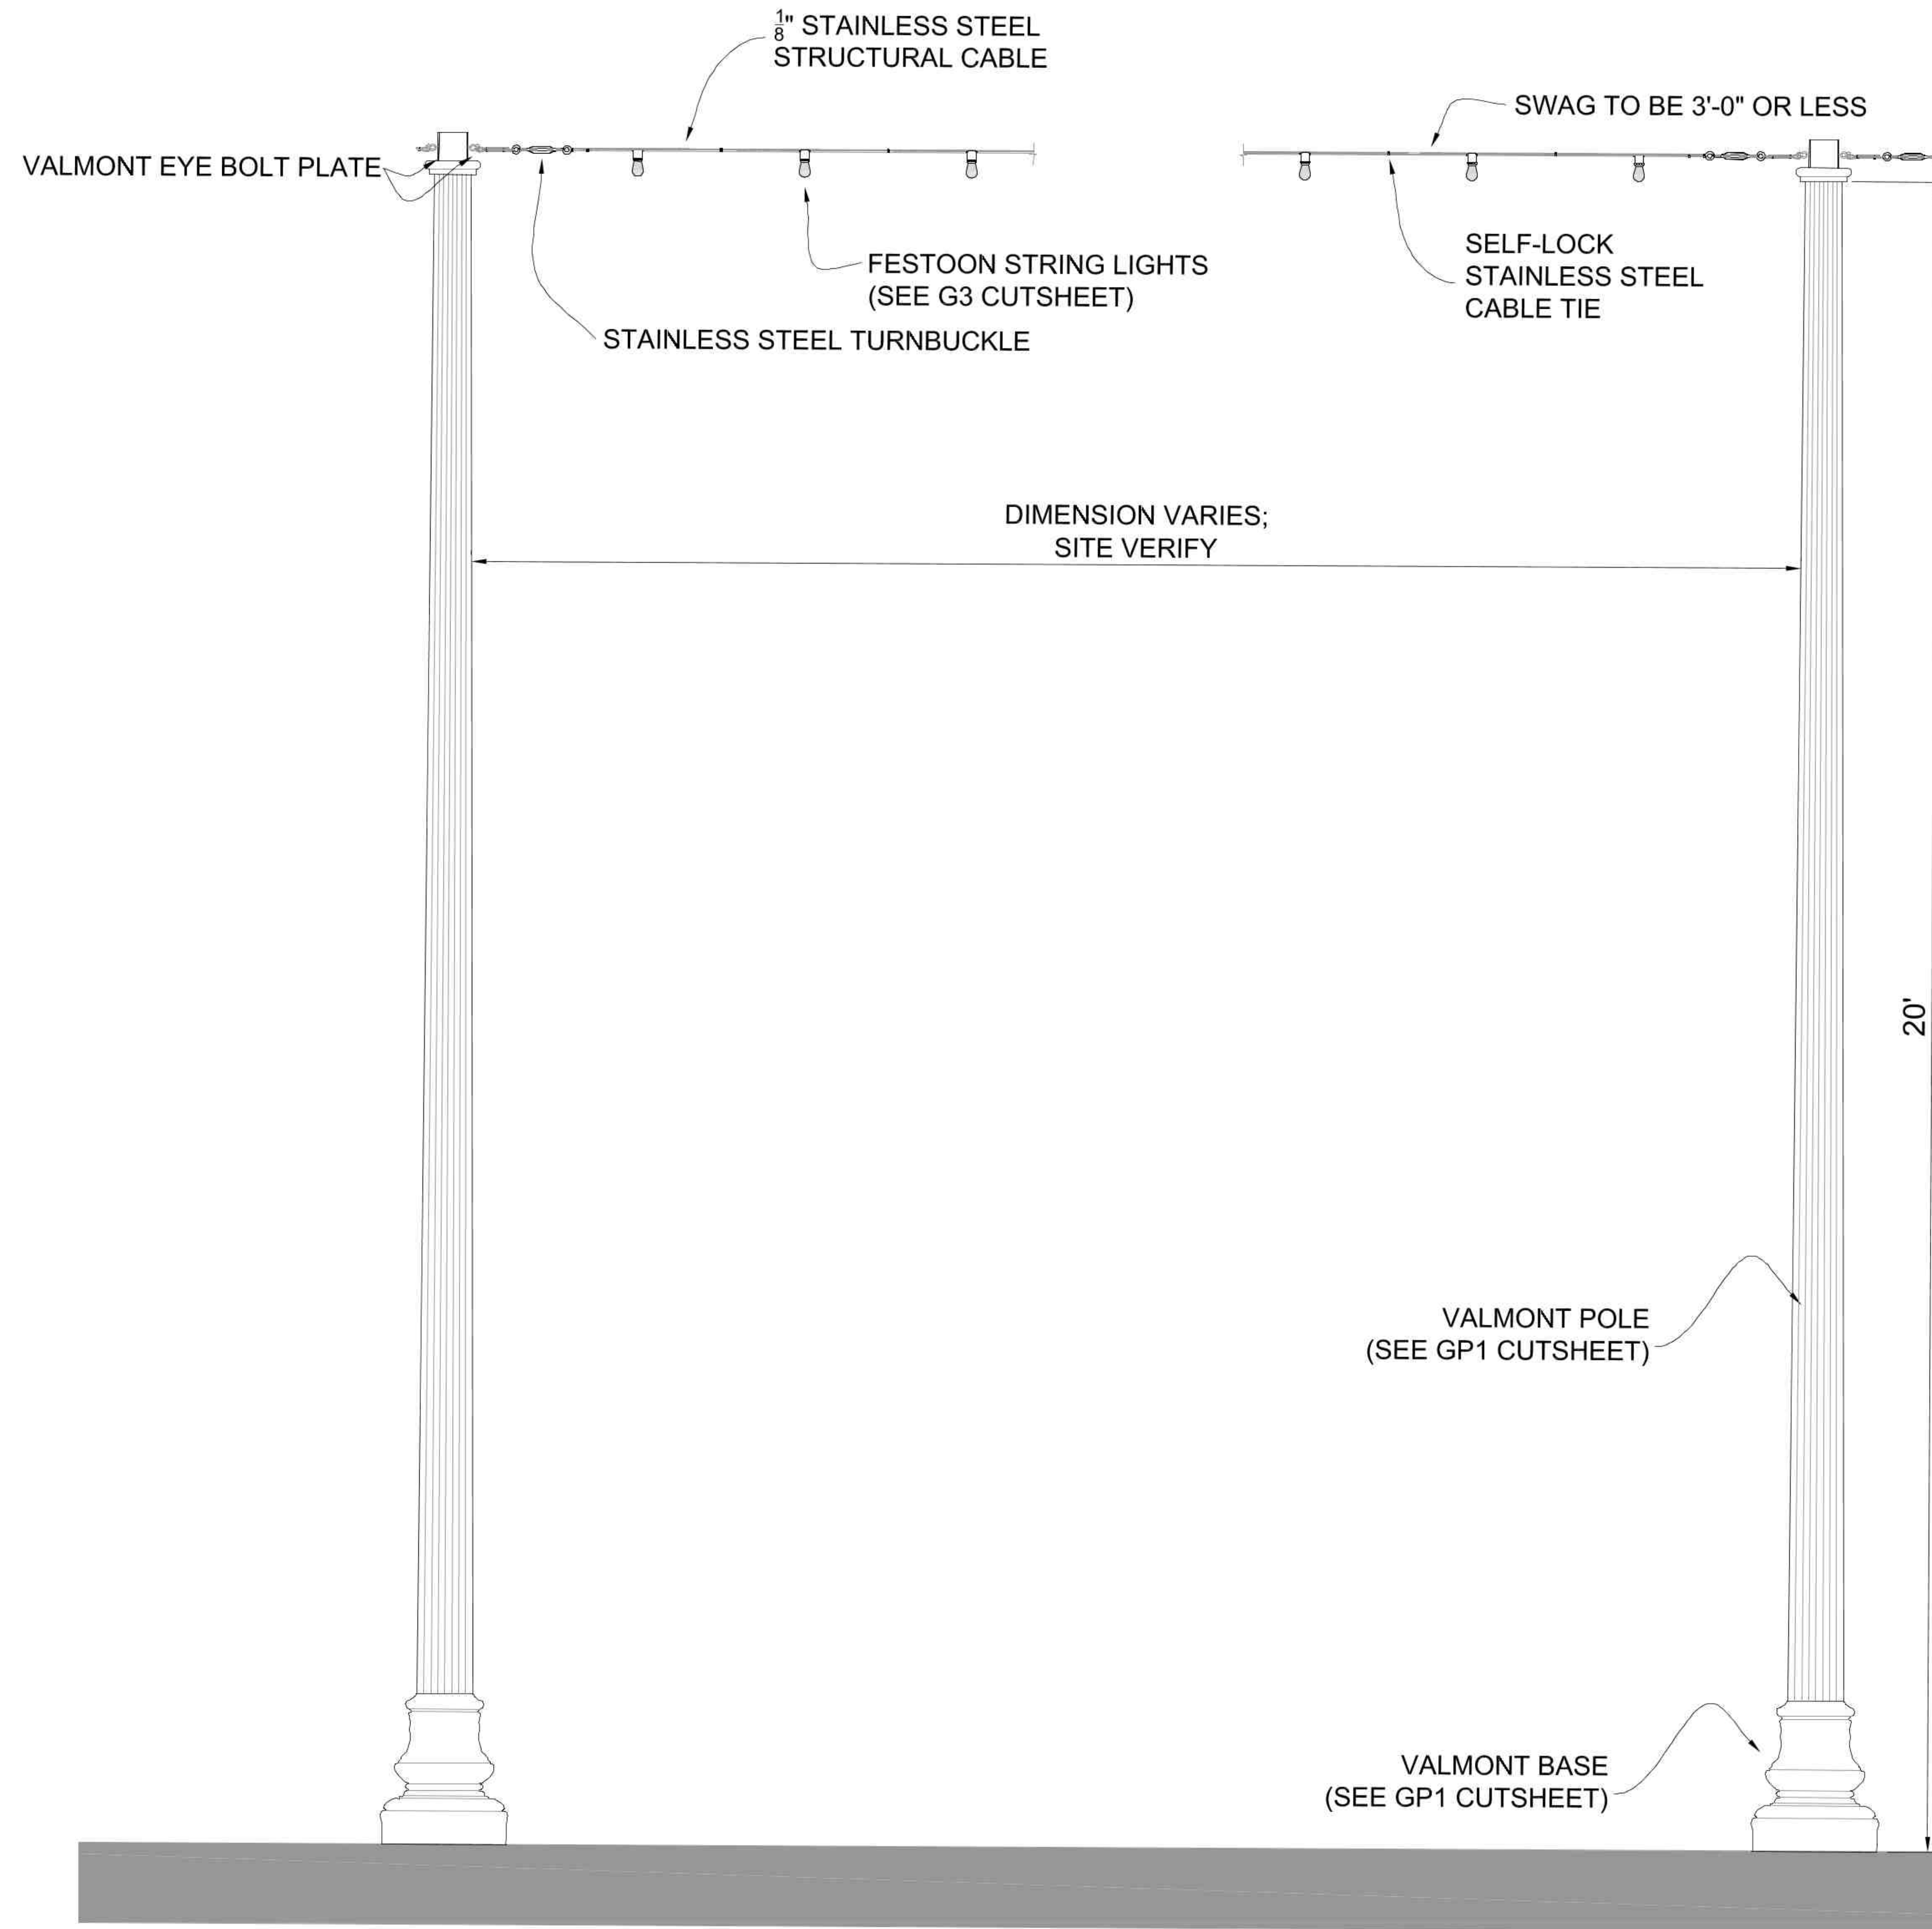 1/8" STAINLESS STEEL
STRUCTURAL CABLE
SWAG TO BE 3'-0" OR LESS
VALMONT EYE BOLT PLATE
FESTOON STRING LIGHTS
(SEE G3 CUTSHEET)
SELF-LOCK
STAINLESS STEEL
CABLE TIE
STAINLESS STEEL TURNBUCKLE
DIMENSION VARIES;
SITE VERIFY
20'
VALMONT POLE
(SEE GP1 CUTSHEET)
VALMONT BASE
(SEE GP1 CUTSHEET)